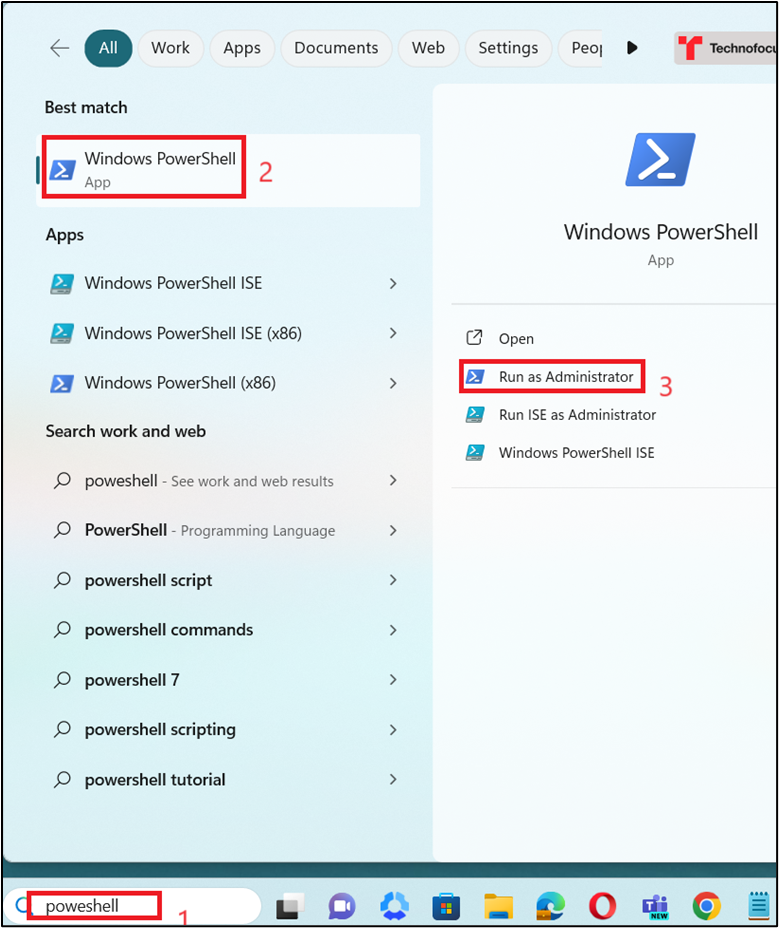 All Work Apps Documents Web Settings Technofocu
Best match
Windows PowerShell
App
2
Apps
Windows PowerShell ISE
Windows PowerShell ISE (x86)
Windows PowerShell (x86)
Search work and web
poweshell - See work and web results
PowerShell - Programming Language
powershell script
powershell commands
powershell 7
powershell scripting
powershell tutorial
Windows PowerShell
App
Open
Run as Administrator 3
Run ISE as Administrator
Windows PowerShell ISE
poweshell 1
NEW